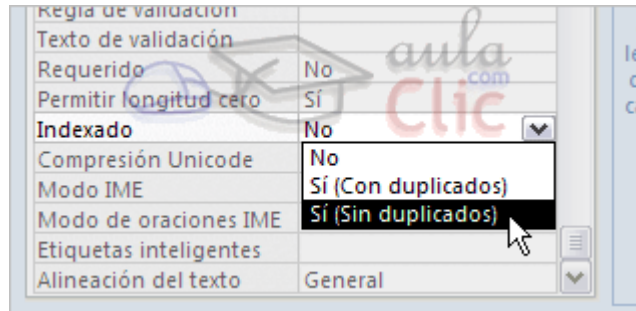 Regla de validación
Texto de validación
Requerido No
Permitir longitud cero Sí
Indexado No
Compresión Unicode No
Modo IME Sí (Con duplicados)
Modo de oraciones IME Sí (Sin duplicados)
Etiquetas inteligentes
Alineación del texto General
aula
.com
Clic